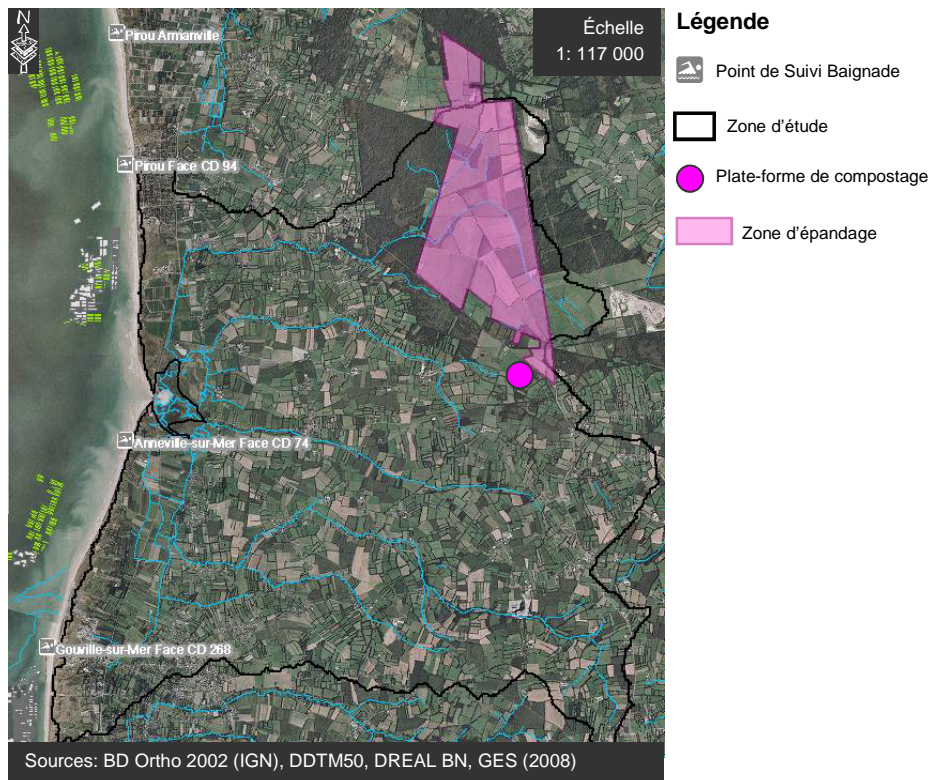 N
Échelle
1: 117 000
Pirou Armanville
Pirou Face CD 94
Anneville-sur-Mer Face CD 74
Gouville-sur-Mer Face CD 268
Sources: BD Ortho 2002 (IGN), DDTM50, DREAL BN, GES (2008)
Légende
Point de Suivi Baignade
Zone d'étude
Plate-forme de compostage
Zone d'épandage